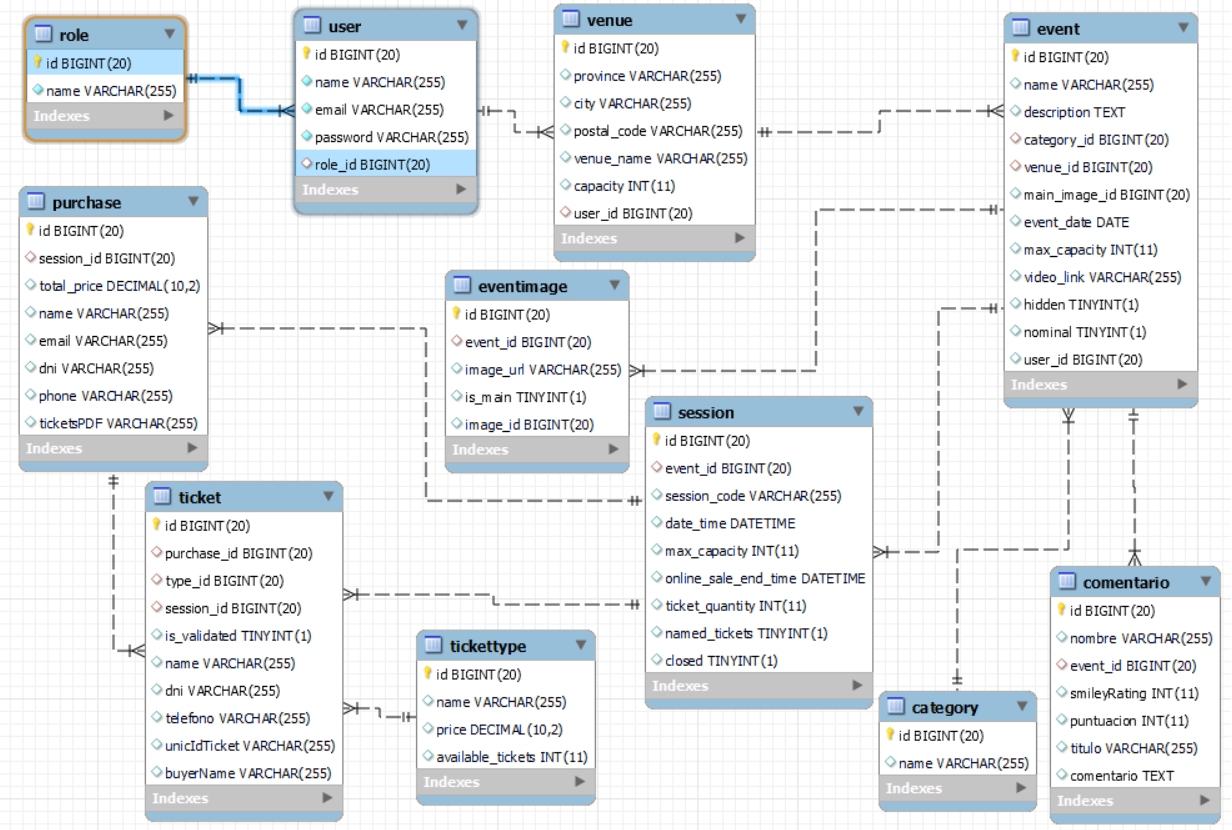 role
id BIGINT(20)
name VARCHAR(255)
Indexes
user
id BIGINT(20)
name VARCHAR(255)
email VARCHAR(255)
password VARCHAR(255)
role_id BIGINT(20)
Indexes
venue
id BIGINT(20)
province VARCHAR(255)
city VARCHAR(255)
postal_code VARCHAR(255)
venue_name VARCHAR(255)
capacity INT(11)
user_id BIGINT(20)
Indexes
event
id BIGINT(20)
name VARCHAR(255)
description TEXT
category_id BIGINT(20)
venue_id BIGINT(20)
main_image_id BIGINT(20)
event_date DATE
max_capacity INT(11)
video_link VARCHAR(255)
hidden TINYINT(1)
nominal TINYINT(1)
user_id BIGINT(20)
Indexes
purchase
id BIGINT(20)
session_id BIGINT(20)
total_price DECIMAL(10,2)
name VARCHAR(255)
email VARCHAR(255)
dni VARCHAR(255)
phone VARCHAR(255)
ticketsPDF VARCHAR(255)
Indexes
eventimage
id BIGINT(20)
event_id BIGINT(20)
image_url VARCHAR(255)
is_main TINYINT(1)
image_id BIGINT(20)
Indexes
session
id BIGINT(20)
event_id BIGINT(20)
session_code VARCHAR(255)
date_time DATETIME
max_capacity INT(11)
online_sale_end_time DATETIME
ticket_quantity INT(11)
named_tickets TINYINT(1)
closed TINYINT(1)
Indexes
ticket
id BIGINT(20)
purchase_id BIGINT(20)
type_id BIGINT(20)
session_id BIGINT(20)
is_validated TINYINT(1)
name VARCHAR(255)
dni VARCHAR(255)
telefono VARCHAR(255)
unicIdTicket VARCHAR(255)
buyerName VARCHAR(255)
Indexes
tickettype
id BIGINT(20)
name VARCHAR(255)
price DECIMAL(10,2)
available_tickets INT(11)
Indexes
category
id BIGINT(20)
name VARCHAR(255)
Indexes
comentario
id BIGINT(20)
nombre VARCHAR(255)
event_id BIGINT(20)
smileyRating INT(11)
puntuacion INT(11)
titulo VARCHAR(255)
comentario TEXT
Indexes